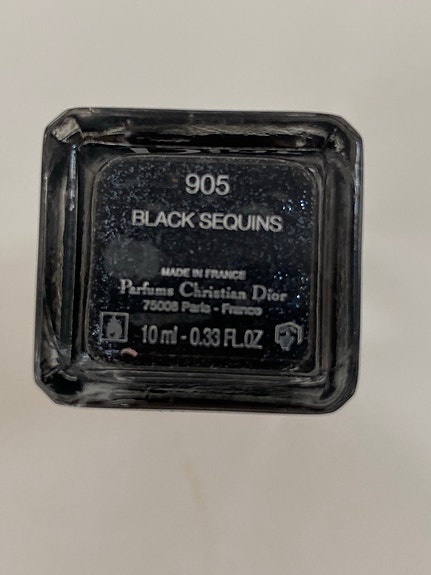 905
BLACK SEQUINS
MADE IN FRANCE
Parfums Christian Dior
75008 Paris - France
10 ml - 0.33 FL.OZ